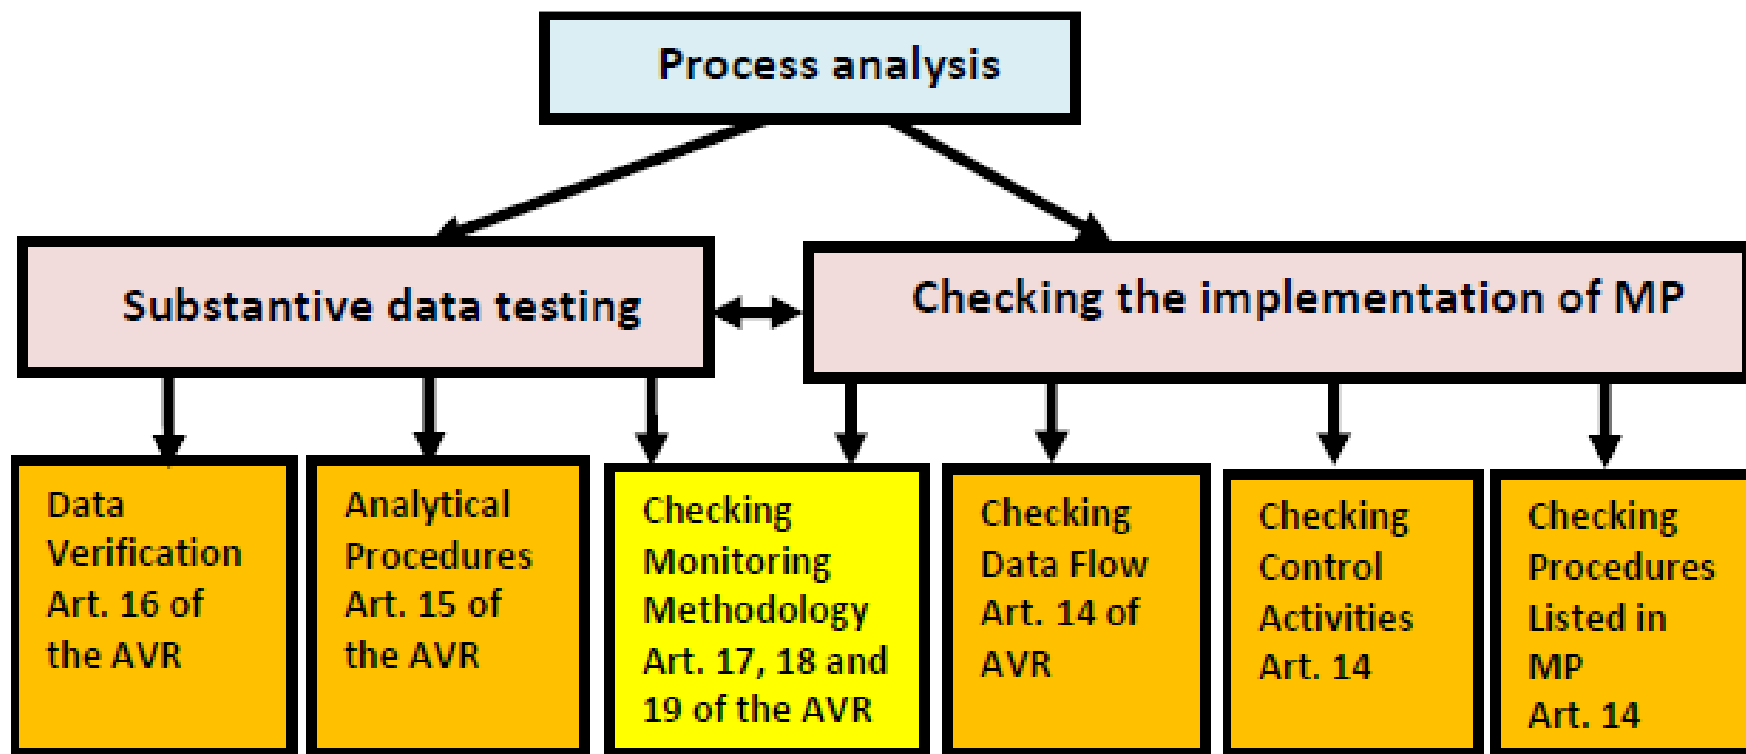 Process analysis
Substantive data testing
Checking the implementation of MP
Data
Verification
Art. 16 of
the AVR
Analytical
Procedures
Art. 15 of
the AVR
Checking
Monitoring
Methodology
Art. 17, 18 and
19 of the AVR
Checking
Data Flow
Art. 14 of
AVR
Checking
Control
Activities
Art. 14
Checking
Procedures
Listed in
MP
Art. 14